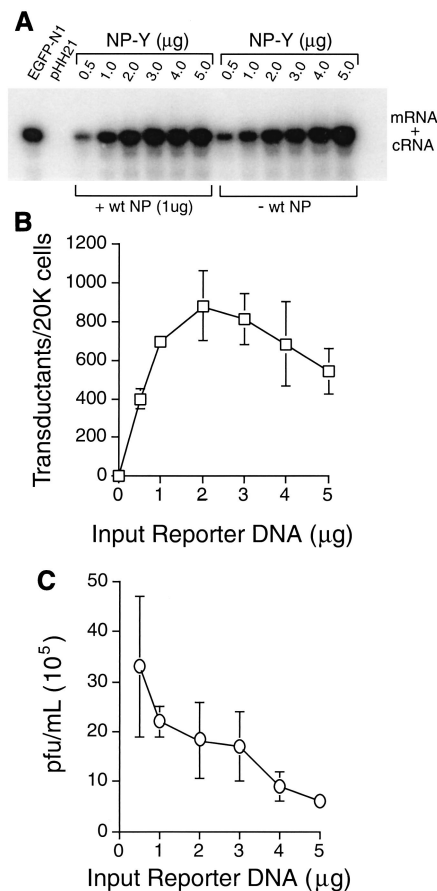 A
EGFP-N1
pHH21
NP-Y (μg) NP-Y (μg)
0.5 1.0 2.0 3.0 4.0 5.0 0.5 1.0 2.0 3.0 4.0 5.0
mRNA
+
cRNA
+ wt NP (1ug) - wt NP
B
Transductants/20K cells
1200
1000
800
600
400
200
0
0 1 2 3 4 5
Input Reporter DNA (μg)
C
pfu/mL (10⁵)
50
40
30
20
10
0
0 1 2 3 4 5
Input Reporter DNA (μg)